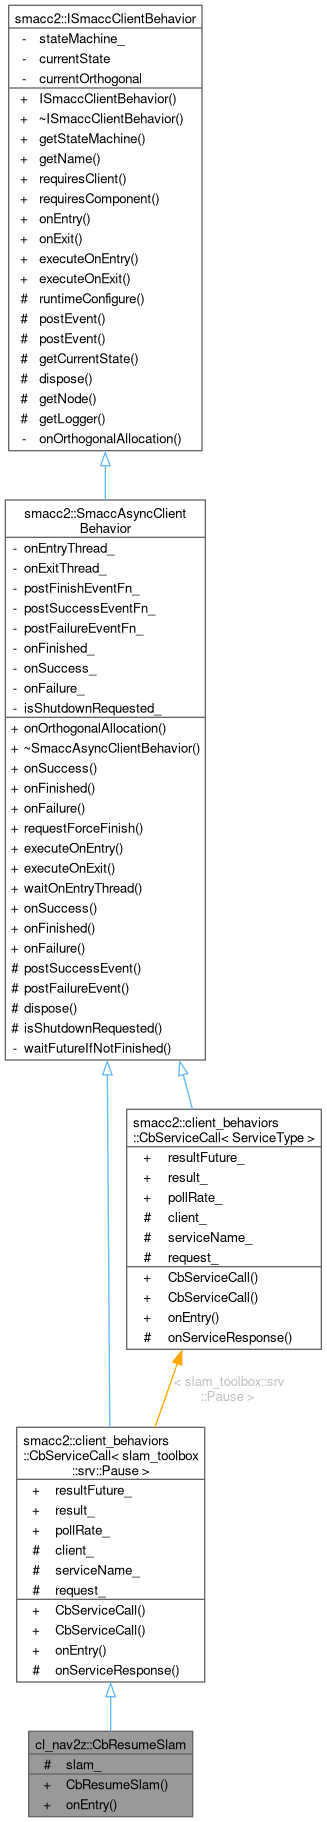 smacc2::ISmaccClientBehavior
- stateMachine_
- currentState
- currentOrthogonal
+ ISmaccClientBehavior()
+ ~ISmaccClientBehavior()
+ getStateMachine()
+ getName()
+ requiresClient()
+ requiresComponent()
+ onEntry()
+ onExit()
+ executeOnEntry()
+ executeOnExit()
# runtimeConfigure()
# postEvent()
# postEvent()
# getCurrentState()
# dispose()
# getNode()
# getLogger()
- onOrthogonalAllocation()
smacc2::SmaccAsyncClient
Behavior
- onEntryThread_
- onExitThread_
- postFinishEventFn_
- postSuccessEventFn_
- postFailureEventFn_
- onFinished_
- onSuccess_
- onFailure_
- isShutdownRequested_
+ onOrthogonalAllocation()
+ ~SmaccAsyncClientBehavior()
+ onSuccess()
+ onFinished()
+ onFailure()
+ requestForceFinish()
+ executeOnEntry()
+ executeOnExit()
+ waitOnEntryThread()
+ onSuccess()
+ onFinished()
+ onFailure()
# postSuccessEvent()
# postFailureEvent()
# dispose()
# isShutdownRequested()
- waitFutureIfNotFinished()
smacc2::client_behaviors
::CbServiceCall< ServiceType >
+ resultFuture_
+ result_
+ pollRate_
# client_
# serviceName_
# request_
+ CbServiceCall()
+ CbServiceCall()
+ onEntry()
# onServiceResponse()
< slam_toolbox::srv
::Pause >
smacc2::client_behaviors
::CbServiceCall< slam_toolbox
::srv::Pause >
+ resultFuture_
+ result_
+ pollRate_
# client_
# serviceName_
# request_
+ CbServiceCall()
+ CbServiceCall()
+ onEntry()
# onServiceResponse()
cl_nav2z::CbResumeSlam
# slam_
+ CbResumeSlam()
+ onEntry()